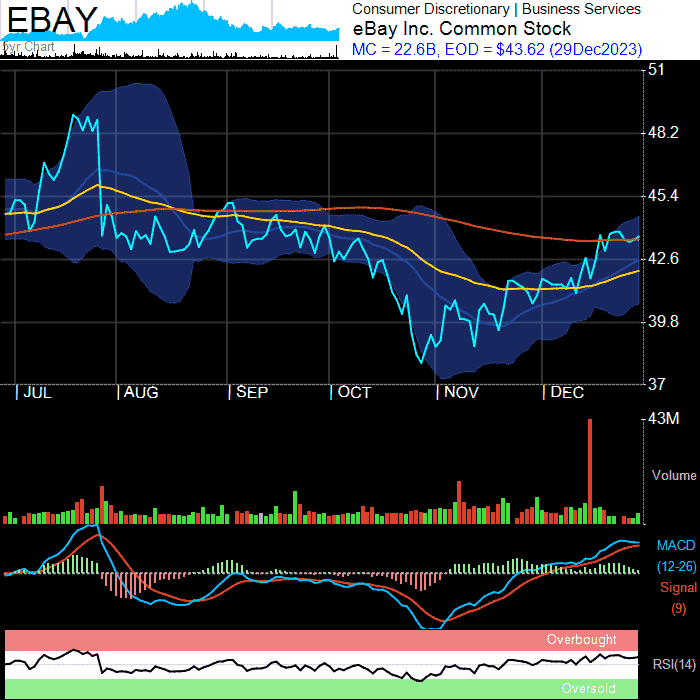 EBAY
5yr Chart
Consumer Discretionary | Business Services
eBay Inc. Common Stock
MC = 22.6B, EOD = $43.62 (29Dec2023)
51
48.2
45.4
42.6
39.8
37
JUL
AUG
SEP
OCT
NOV
DEC
43M
Volume
MACD
(12-26)
Signal
(9)
Overbought
RSI(14)
Oversold